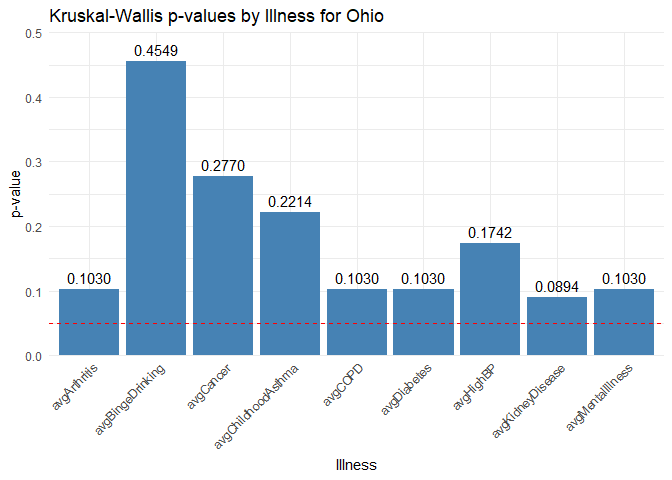 Kruskal-Wallis p-values by Illness for Ohio
0.5
0.4
0.3
0.2
0.1
0.0
p-value
0.1030
0.4549
0.2770
0.2214
0.1030
0.1030
0.1742
0.0894
0.1030
avgArthritis
avgBingeDrinking
avgCancer
avgChildhoodAsthma
avgCOPD
avgDiabetes
avgHighBP
avgKidneyDisease
avgMentalIllness
Illness